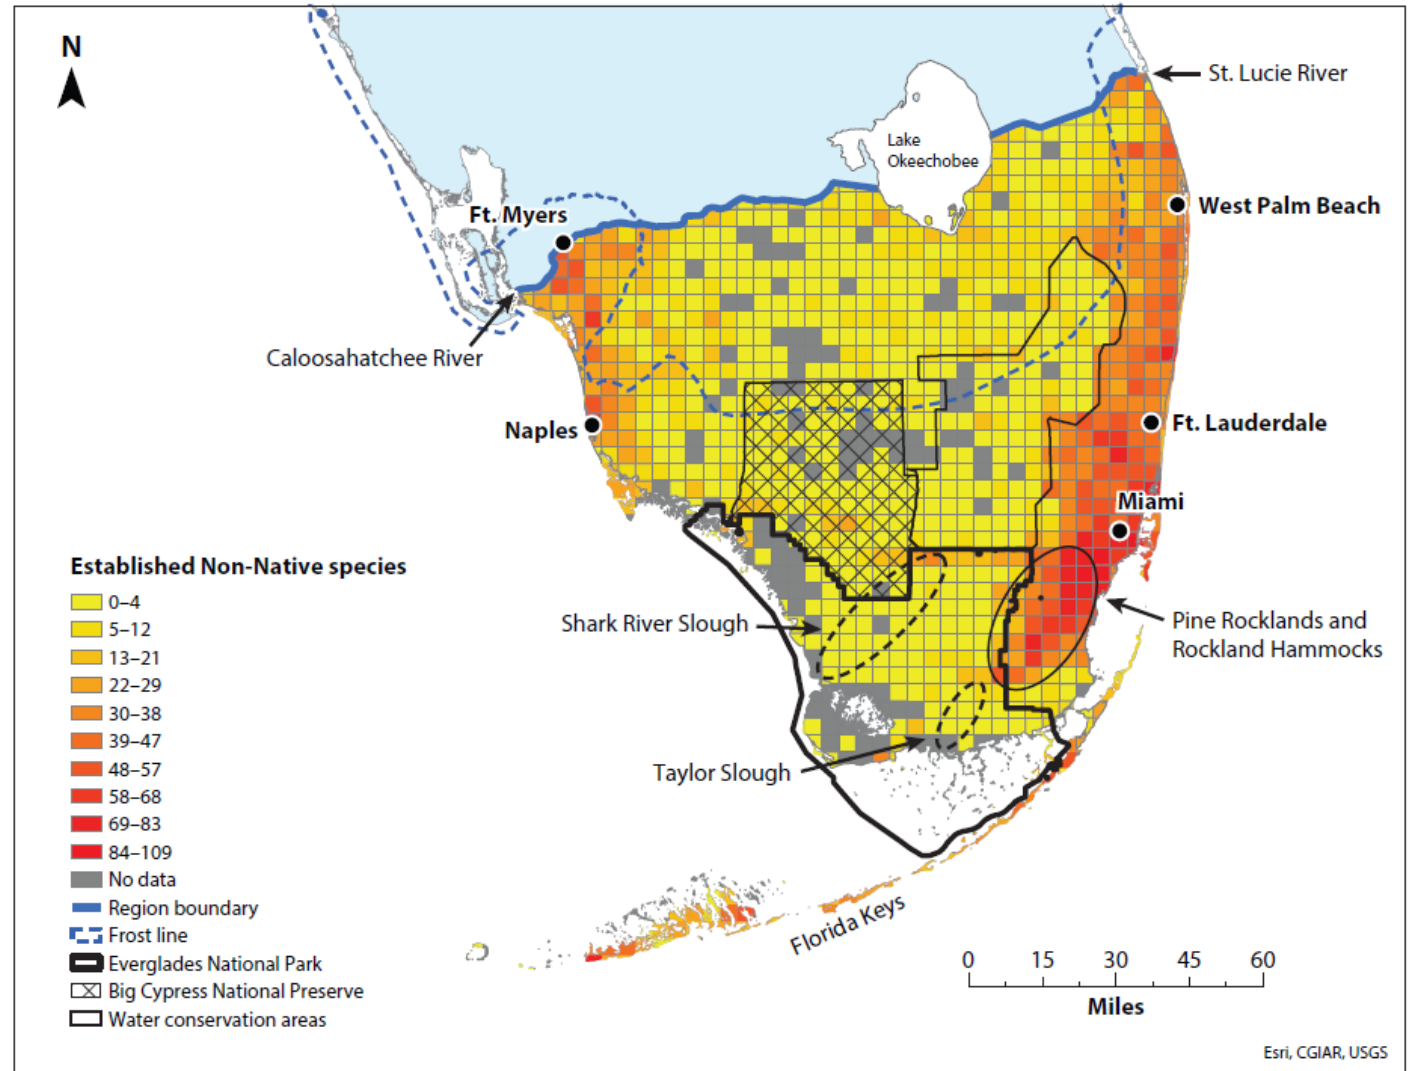 N
St. Lucie River
Lake
Okeechobee
Ft. Myers
West Palm Beach
Caloosahatchee River
Naples
Ft. Lauderdale
Miami
Established Non-Native species
0–4
5–12
13–21
22–29
30–38
39–47
48–57
58–68
69–83
84–109
No data
Region boundary
Frost line
Everglades National Park
Big Cypress National Preserve
Water conservation areas
Shark River Slough
Pine Rocklands and
Rockland Hammocks
Taylor Slough
Florida Keys
0 15 30 45 60
Miles
Esri, CGIAR, USGS